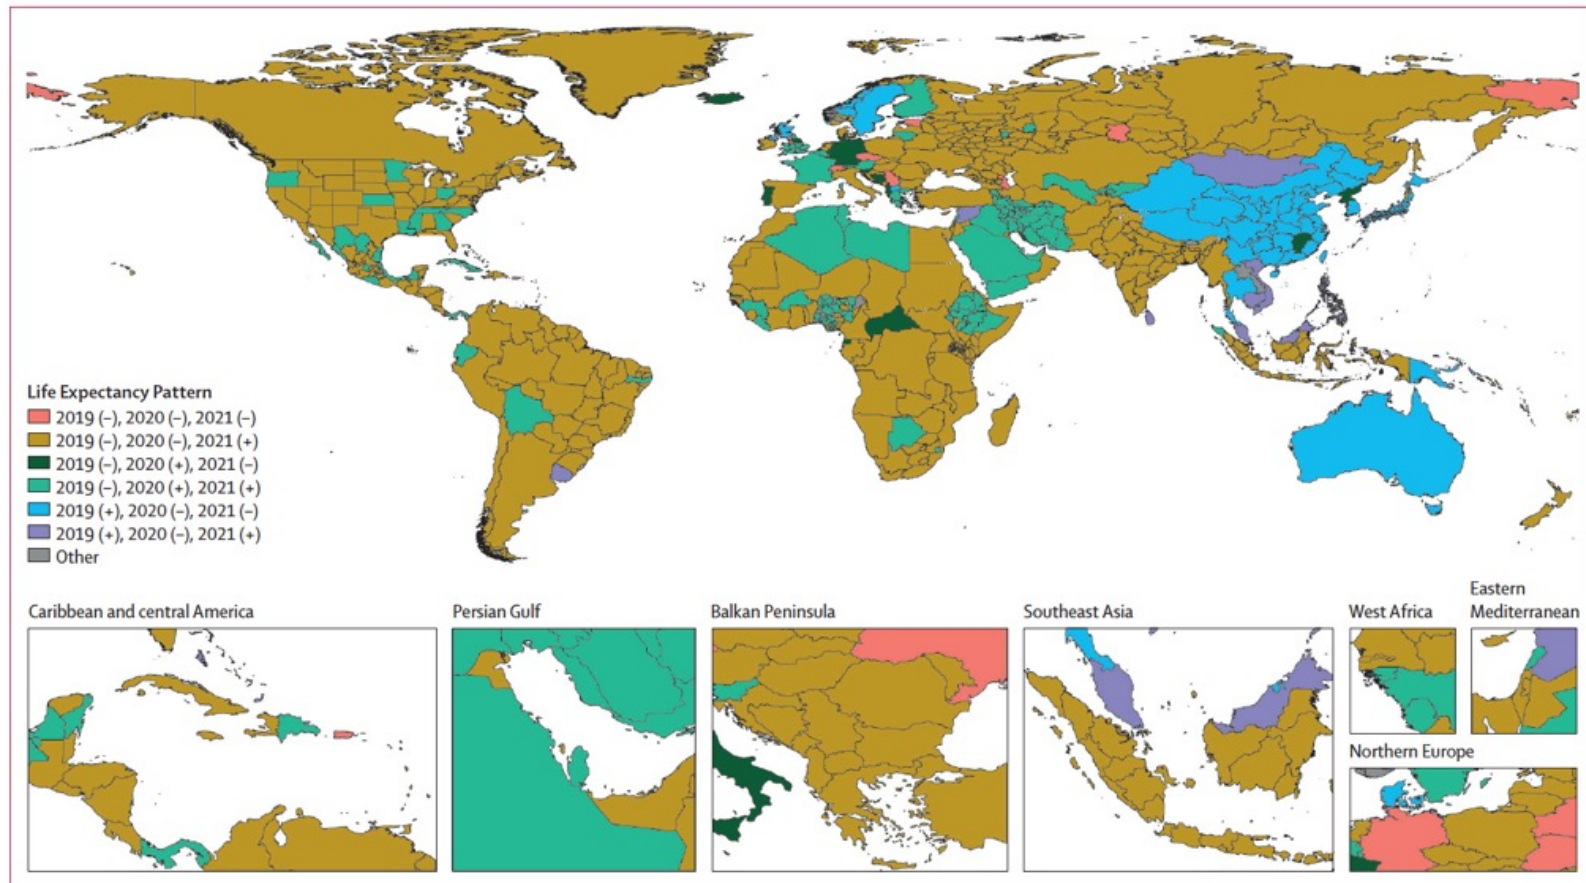 Life Expectancy Pattern
2019 (–), 2020 (–), 2021 (–)
2019 (–), 2020 (–), 2021 (+)
2019 (–), 2020 (+), 2021 (–)
2019 (–), 2020 (+), 2021 (+)
2019 (+), 2020 (–), 2021 (–)
2019 (+), 2020 (–), 2021 (+)
Other
Caribbean and central America
Persian Gulf
Balkan Peninsula
Southeast Asia
West Africa
Eastern
Mediterranean
Northern Europe